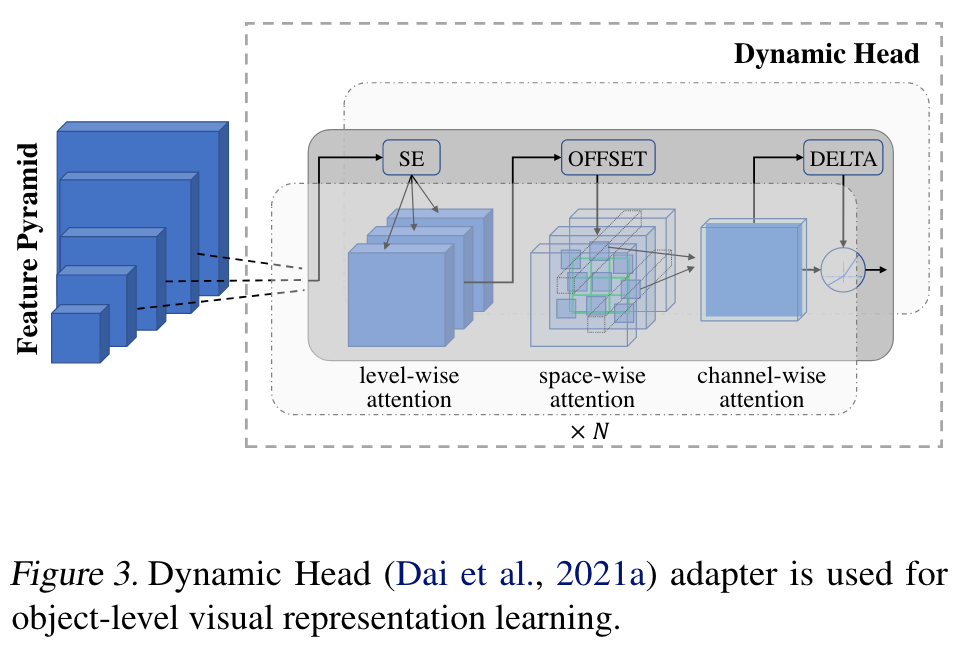 Dynamic Head
Feature Pyramid
SE
OFFSET
DELTA
level-wise
attention
space-wise
attention
channel-wise
attention
× N
Figure 3. Dynamic Head (Dai et al., 2021a) adapter is used for
object-level visual representation learning.